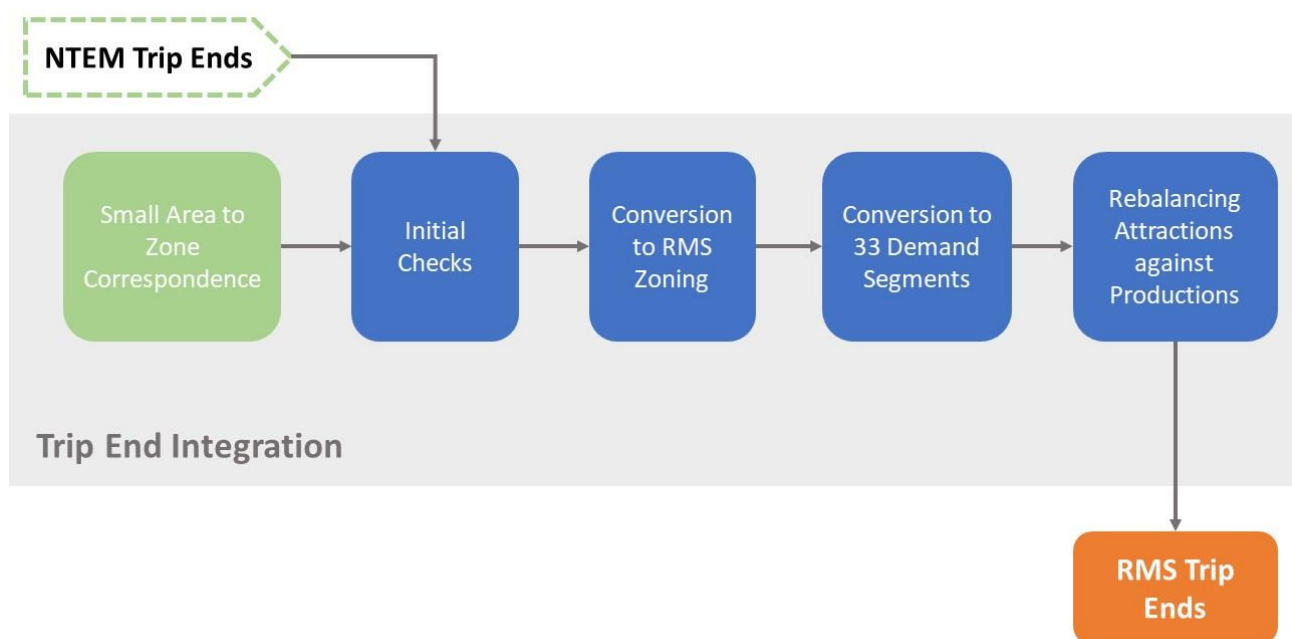 NTEM Trip Ends
Small Area to
Zone
Correspondence
Initial
Checks
Conversion
to RMS
Zoning
Conversion to
33 Demand
Segments
Rebalancing
Attractions
against
Productions
Trip End Integration
RMS Trip
Ends